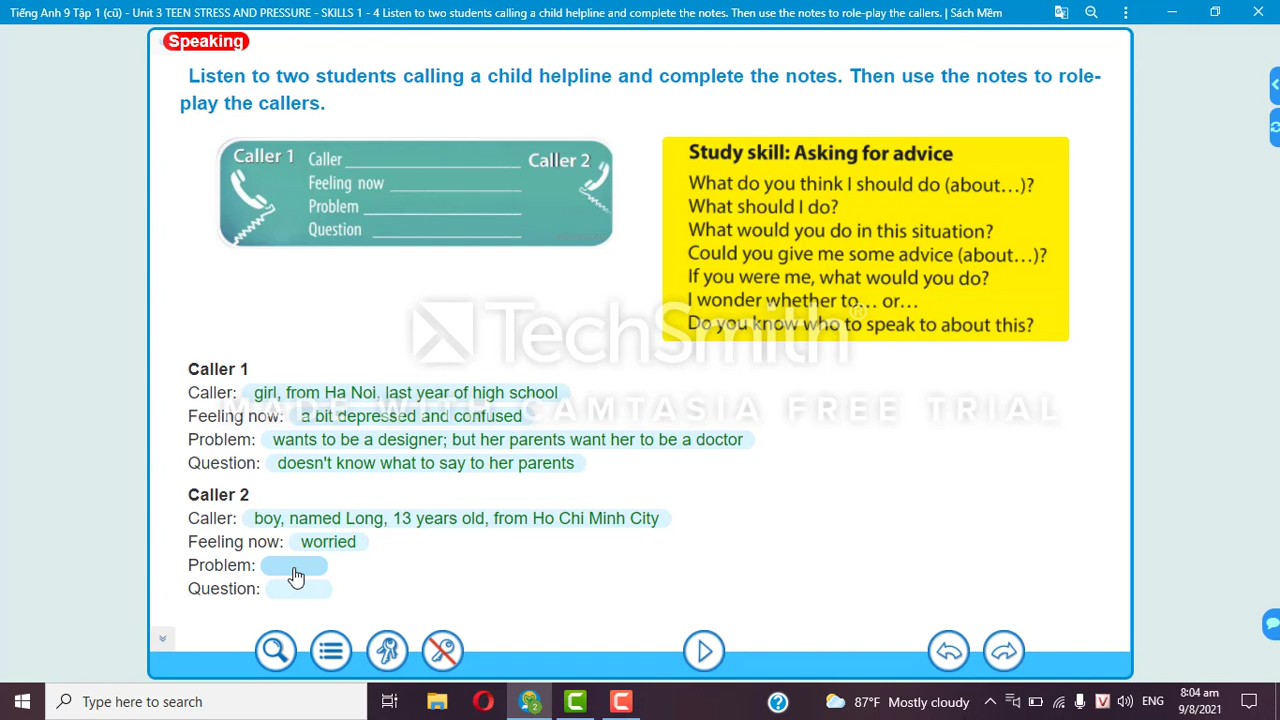 Tiếng Anh 9 Tập 1 (cũ) - Unit 3 TEEN STRESS AND PRESSURE - SKILLS 1 - 4 Listen to two students calling a child helpline and complete the notes. Then use the notes to role-play the callers. | Sách Mềm
Speaking
Listen to two students calling a child helpline and complete the notes. Then use the notes to role-
play the callers.
Caller 1
Caller 2
Caller
Feeling now
Problem
Question
Study skill: Asking for advice
What do you think I should do (about...)?
What should I do?
What would you do in this situation?
Could you give me some advice (about...)?
If you were me, what would you do?
I wonder whether to... or...
Do you know who to speak to about this?
TechSmith®
MADE WITH CAMTASIA FREE TRIAL
Caller 1
Caller: girl, from Ha Noi, last year of high school
Feeling now: a bit depressed and confused
Problem: wants to be a designer; but her parents want her to be a doctor
Question: doesn't know what to say to her parents
Caller 2
Caller: boy, named Long, 13 years old, from Ho Chi Minh City
Feeling now: worried
Problem:
Question:
Type here to search
2
87°F Mostly cloudy
V
ENG
8:04 am
9/8/2021